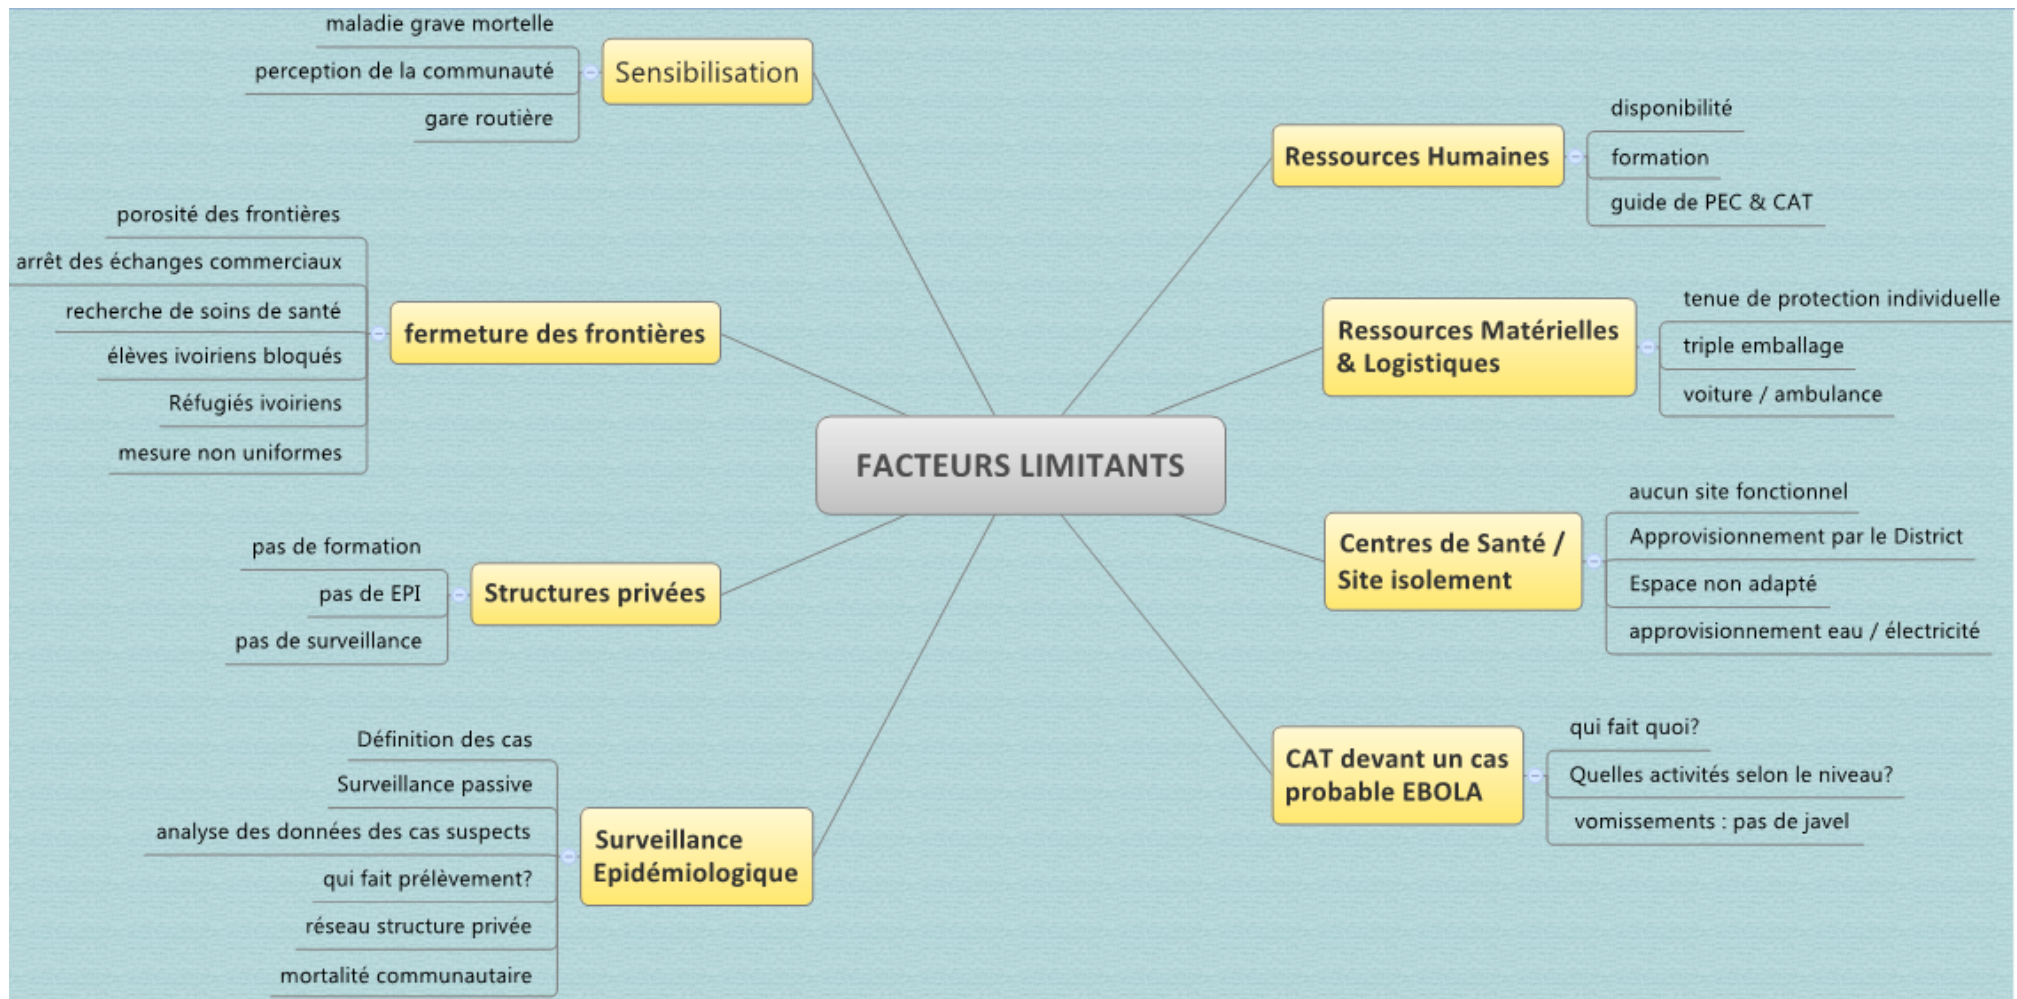 maladie grave mortelle
perception de la communauté
gare routière
Sensibilisation
porosité des frontières
arrêt des échanges commerciaux
recherche de soins de santé
élèves ivoiriens bloqués
Réfugiés ivoiriens
mesure non uniformes
fermeture des frontières
pas de formation
pas de EPI
pas de surveillance
Structures privées
Définition des cas
Surveillance passive
analyse des données des cas suspects
qui fait prélèvement?
réseau structure privée
mortalité communautaire
Surveillance
Epidémiologique
FACTEURS LIMITANTS
Ressources Humaines
disponibilité
formation
guide de PEC & CAT
Ressources Matérielles
& Logistiques
tenue de protection individuelle
triple emballage
voiture / ambulance
Centres de Santé /
Site isolement
aucun site fonctionnel
Approvisionnement par le District
Espace non adapté
approvisionnement eau / électricité
CAT devant un cas
probable EBOLA
qui fait quoi?
Quelles activités selon le niveau?
vomissements : pas de javel